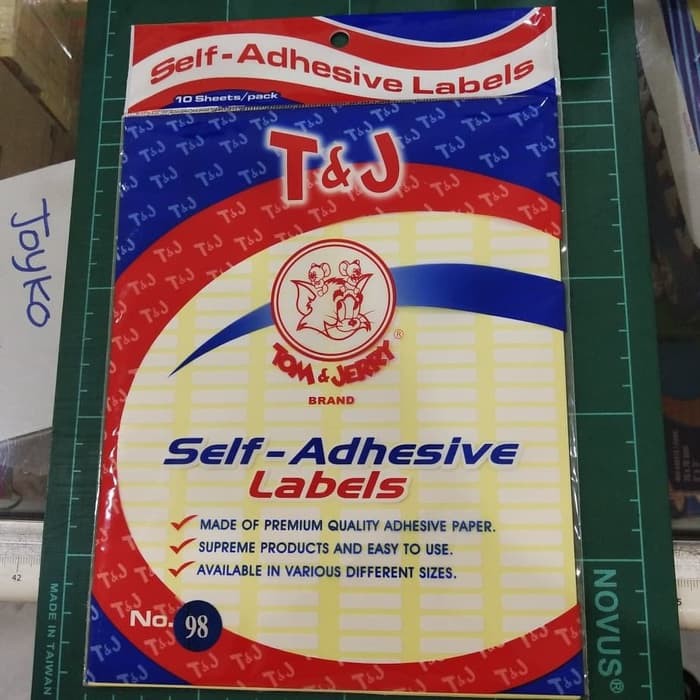 Self-Adhesive Labels
10 Sheets/pack
T&J
TOM & JERRY
®
BRAND
Self-Adhesive
Labels
MADE OF PREMIUM QUALITY ADHESIVE PAPER.
SUPREME PRODUCTS AND EASY TO USE.
AVAILABLE IN VARIOUS DIFFERENT SIZES.
No. 98
Joyko
42
MADE IN TAIWAN
NOVUS®